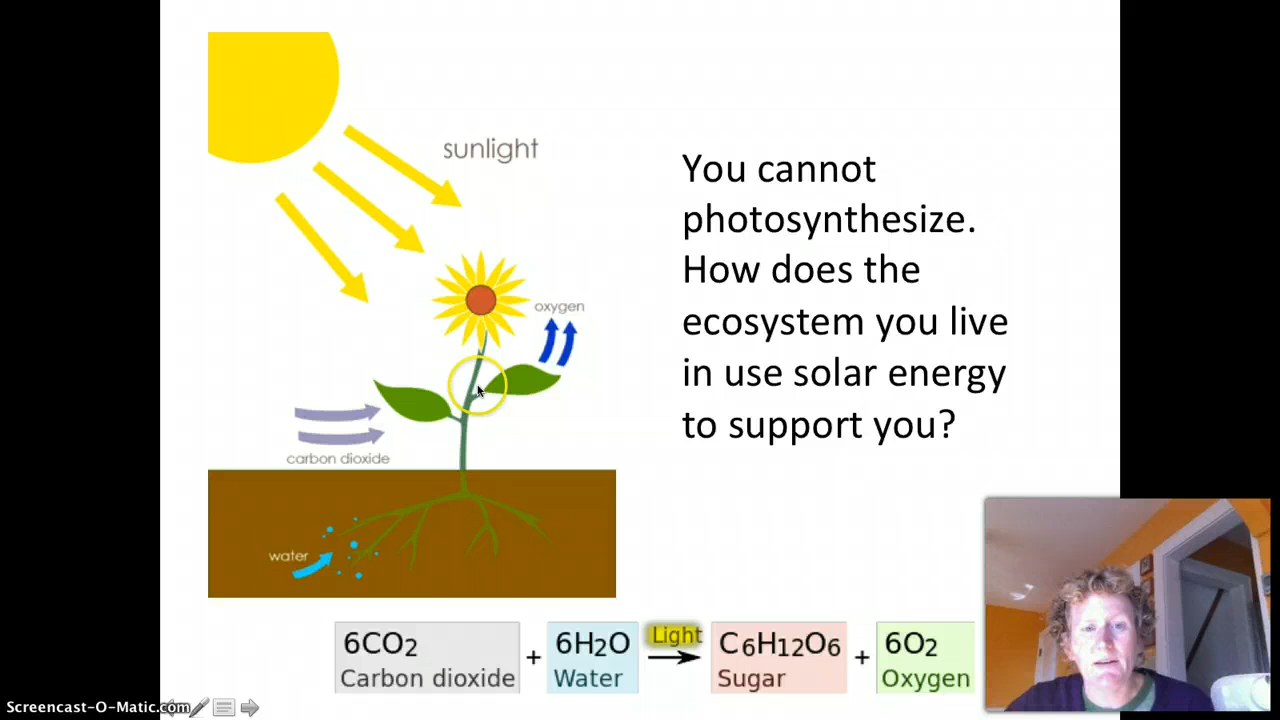 sunlight
You cannot
photosynthesize.
How does the
ecosystem you live
in use solar energy
to support you?
oxygen
carbon dioxide
water
6CO2 + 6H2O Light C6H12O6 + 6O2
Carbon dioxide Water Sugar Oxygen
Screencast-O-Matic.com